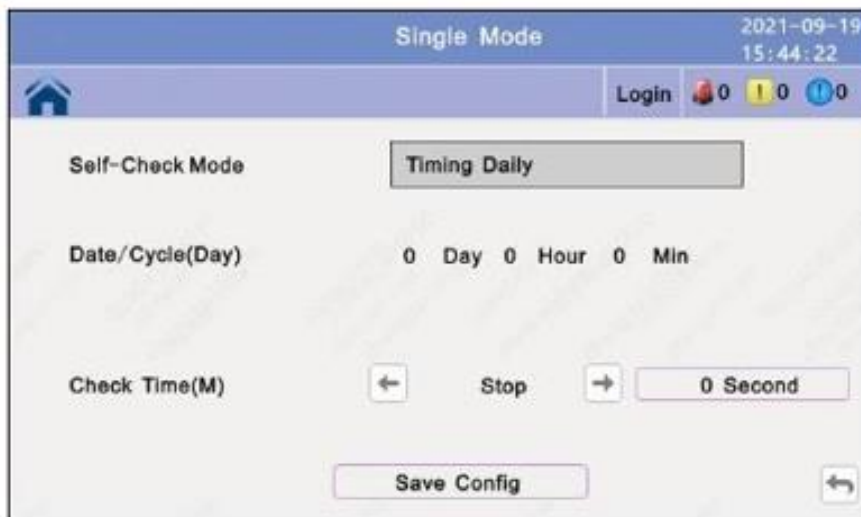 Single Mode
2021-09-19
15:44:22
Login 0 0 0
Self-Check Mode Timing Daily
Date/Cycle(Day) 0 Day 0 Hour 0 Min
Check Time(M) Stop 0 Second
Save Config